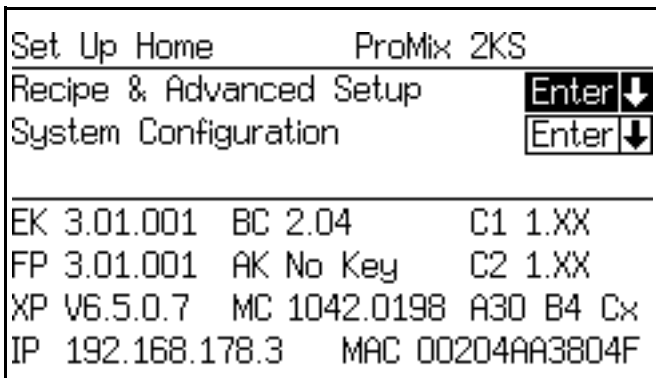 Set Up Home ProMix 2KS
Recipe & Advanced Setup Enter
System Configuration Enter
EK 3.01.001 BC 2.04 C1 1.XX
FP 3.01.001 AK No Key C2 1.XX
XP V6.5.0.7 MC 1042.0198 A30 B4 Cx
IP 192.168.178.3 MAC 00204AA3804F